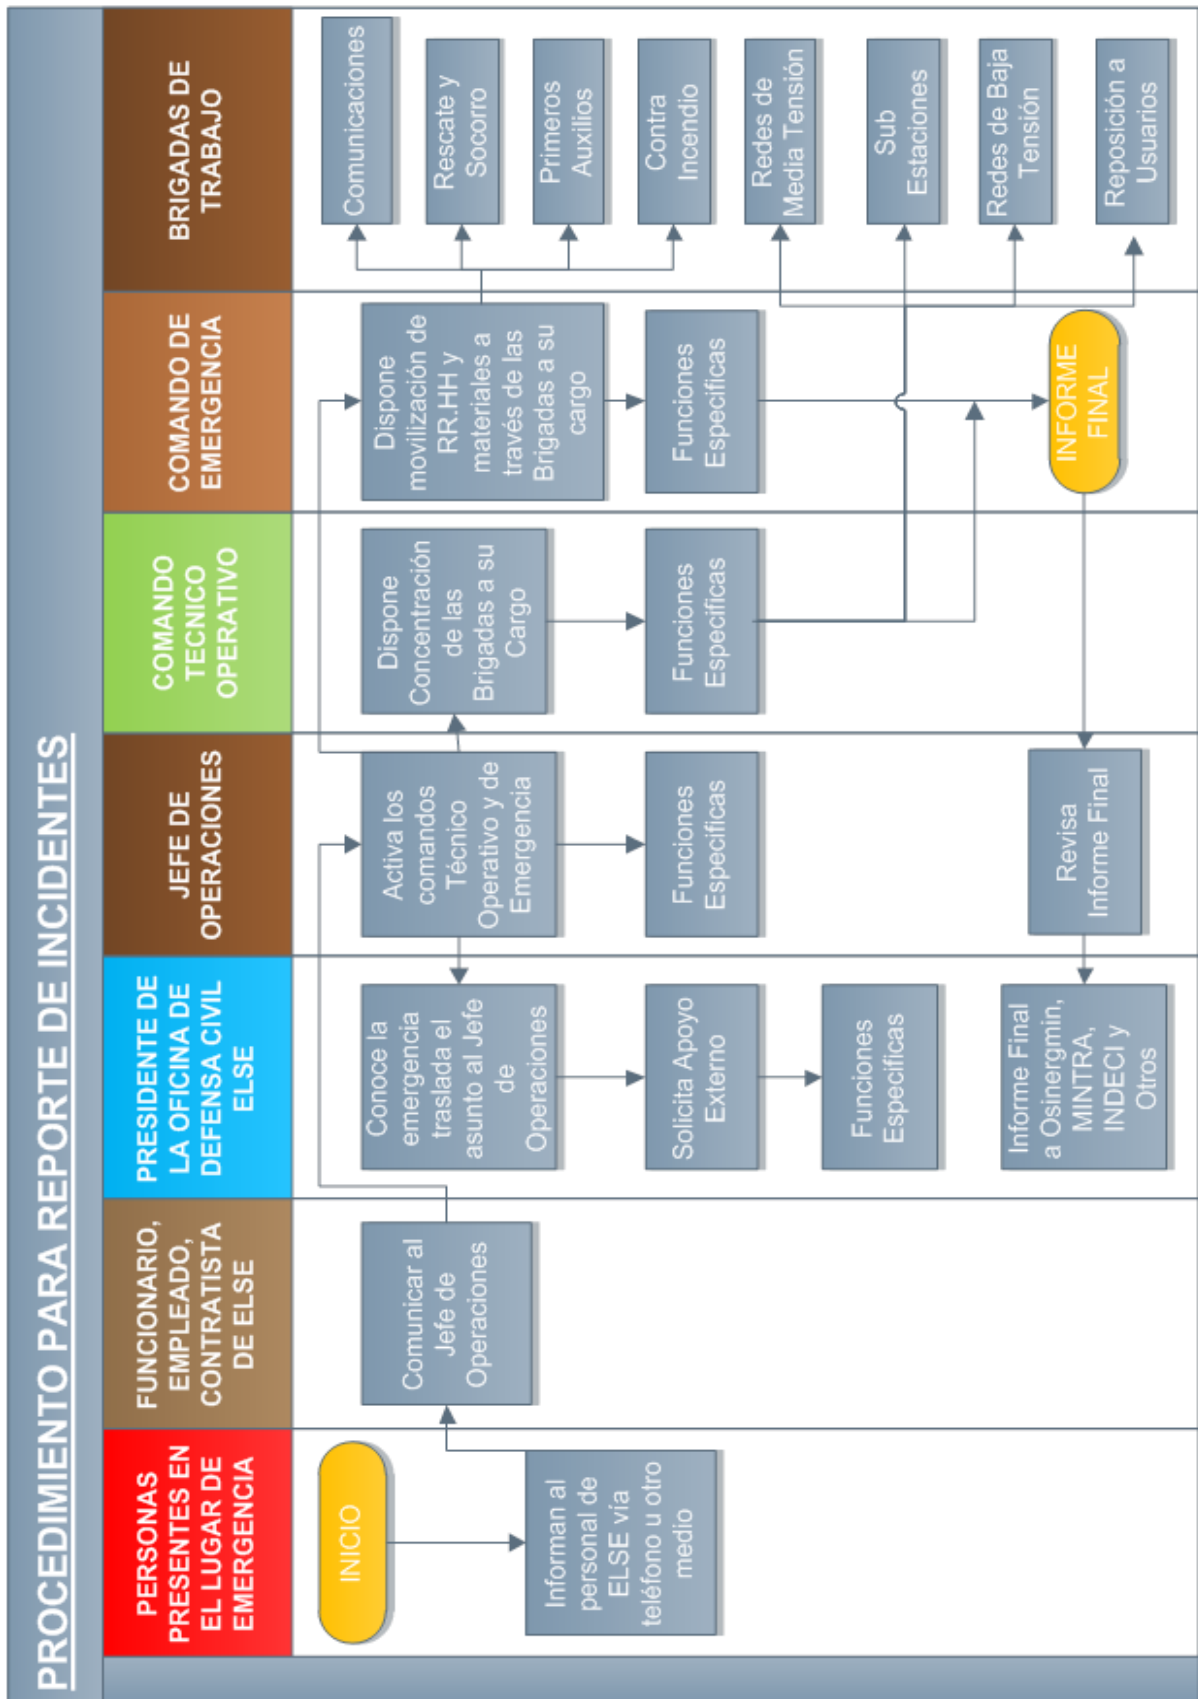 PROCEDIMIENTO PARA REPORTE DE INCIDENTES
PERSONAS
PRESENTES EN
EL LUGAR DE
EMERGENCIA
FUNCIONARIO,
EMPLEADO,
CONTRATISTA
DE ELSE
PRESIDENTE DE
LA OFICINA DE
DEFENSA CIVIL
ELSE
JEFE DE
OPERACIONES
COMANDO
TECNICO
OPERATIVO
COMANDO DE
EMERGENCIA
BRIGADAS DE
TRABAJO
INICIO
Informan al
personal de
ELSE vía
teléfono u otro
medio
Comunicar al
Jefe de
Operaciones
Conoce la
emergencia
traslada el
asunto al Jefe
de
Operaciones
Solicita Apoyo
Externo
Funciones
Especificas
Informe Final
a Osinergmin,
MINTRA,
INDECI y
Otros
Activa los
comandos
Técnico
Operativo y de
Emergencia
Funciones
Especificas
Revisa
Informe Final
Dispone
Concentración
de las
Brigadas a su
Cargo
Funciones
Especificas
Dispone
movilización de
RR.HH y
materiales a
través de las
Brigadas a su
cargo
Funciones
Especificas
INFORME
FINAL
Comunicaciones
Rescate y
Socorro
Primeros
Auxilios
Contra
Incendio
Redes de
Media Tensión
Sub
Estaciones
Redes de Baja
Tensión
Reposición a
Usuarios